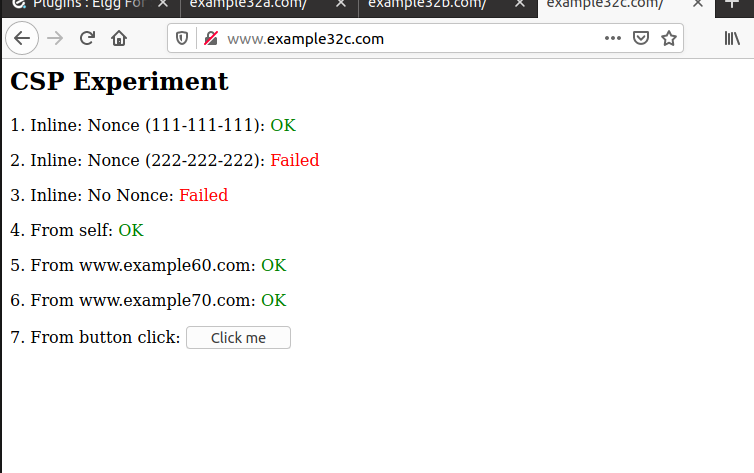 Plugins : Elgg For
example32a.com/
example32b.com/
example32c.com/
www.example32c.com
CSP Experiment
1. Inline: Nonce (111-111-111): OK
2. Inline: Nonce (222-222-222): Failed
3. Inline: No Nonce: Failed
4. From self: OK
5. From www.example60.com: OK
6. From www.example70.com: OK
7. From button click: Click me